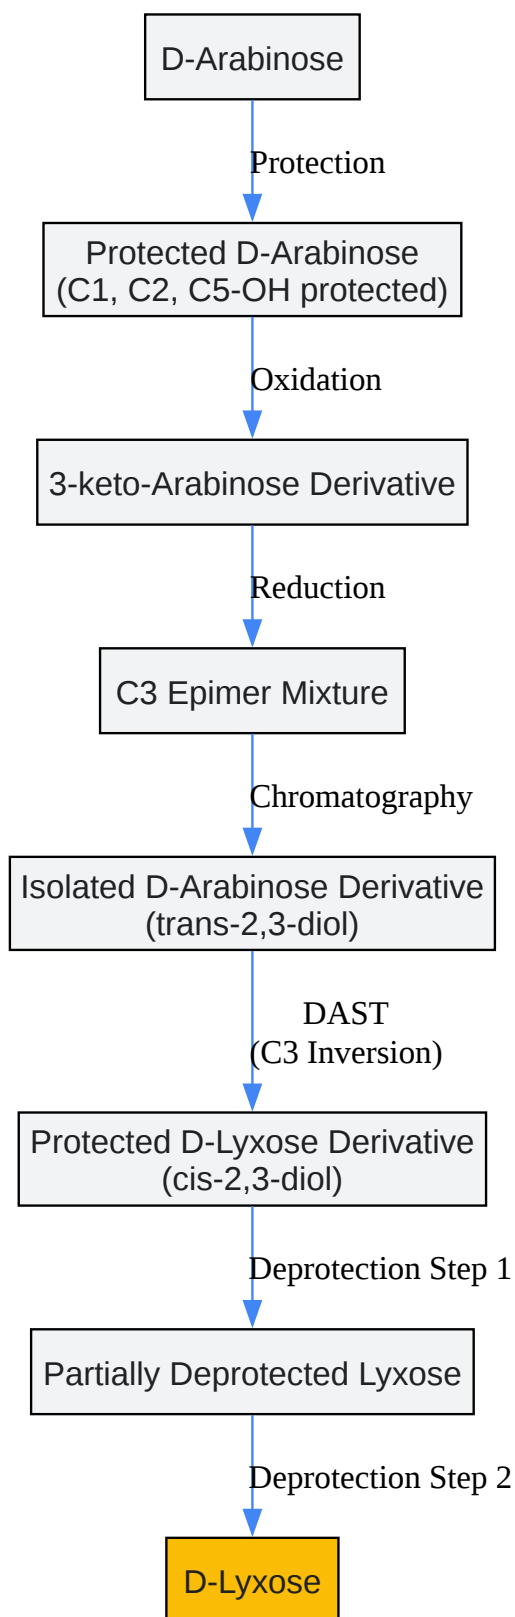 D-Arabinose
Protection
Protected D-Arabinose
(C1, C2, C5-OH protected)
Oxidation
3-keto-Arabinose Derivative
Reduction
C3 Epimer Mixture
Chromatography
Isolated D-Arabinose Derivative
(trans-2,3-diol)
DAST
(C3 Inversion)
Protected D-Lyxose Derivative
(cis-2,3-diol)
Deprotection Step 1
Partially Deprotected Lyxose
Deprotection Step 2
D-Lyxose